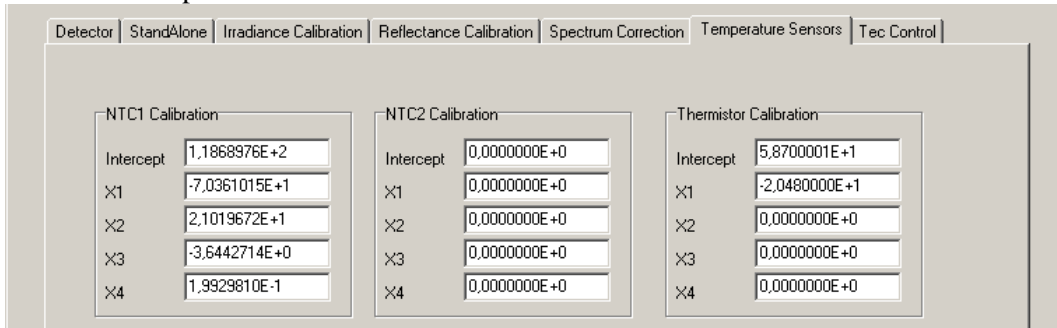 Detector StandAlone Irradiance Calibration Reflectance Calibration Spectrum Correction Temperature Sensors Tec Control
NTC1 Calibration
Intercept 1,1868976E+2
X1 -7,0361015E+1
X2 2,1019672E+1
X3 -3,6442714E+0
X4 1,9929810E-1
NTC2 Calibration
Intercept 0,0000000E+0
X1 0,0000000E+0
X2 0,0000000E+0
X3 0,0000000E+0
X4 0,0000000E+0
Thermistor Calibration
Intercept 5,8700001E+1
X1 -2,0480000E+1
X2 0,0000000E+0
X3 0,0000000E+0
X4 0,0000000E+0